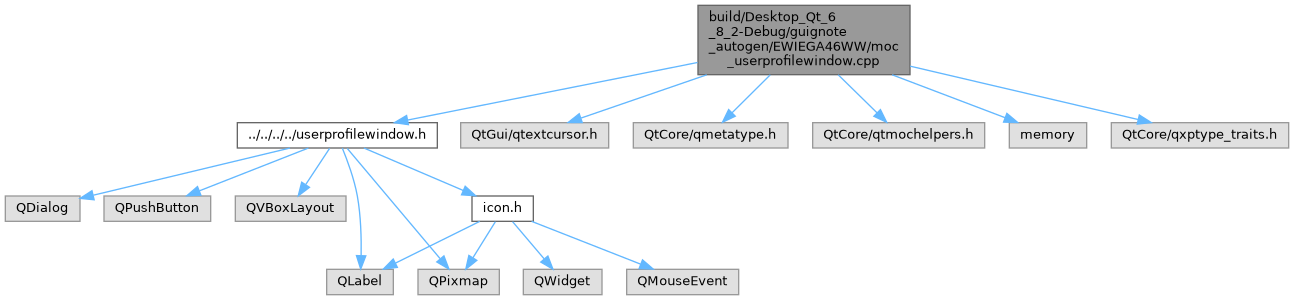 build/Desktop_Qt_6
_8_2-Debug/guignote
_autogen/EWIEGA46WW/moc
_userprofilewindow.cpp
../../../../userprofilewindow.h
QtGui/qtextcursor.h
QtCore/qmetatype.h
QtCore/qtmochelpers.h
memory
QtCore/qxptype_traits.h
QDialog
QPushButton
QVBoxLayout
icon.h
QLabel
QPixmap
QWidget
QMouseEvent